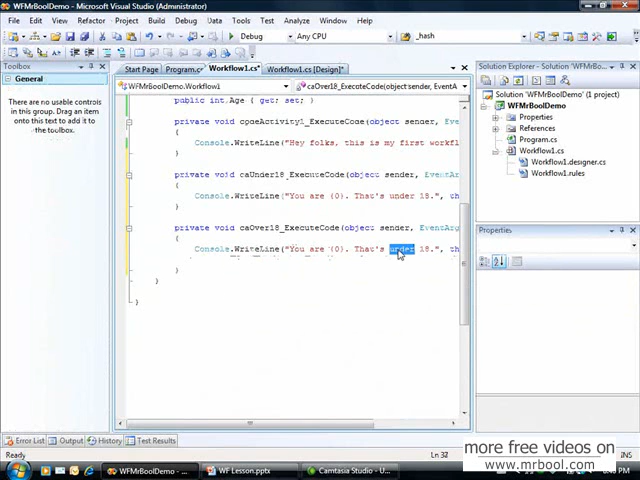 WFMrBoolDemo - Microsoft Visual Studio (Administrator)
File Edit View Refactor Project Build Debug Data Tools Test Analyze Window Help
Debug Any CPU _hash
General
There are no usable controls
in this group. Drag an item
onto this text to add it to
the toolbox.
Start Page Program.cs Workflow1.cs* Workflow1.cs [Design]*
WFMrBoolDemo.Workflow1 caOver18_ExecuteCode(object sender, EventA
public int Age { get; set; }
private void codeActivity1_ExecuteCode(object sender, Eve
{
Console.WriteLine("Hey folks, this is my first workfl
}
private void caUnder18_ExecuteCode(object sender, EventAr
{
Console.WriteLine("You are {0}. That's under 18.", th
}
private void caOver18_ExecuteCode(object sender, EventArg
{
Console.WriteLine("You are {0}. That's under 18.", th
}
}
}
Solution Explorer - WFMrBo...
Solution 'WFMrBoolDemo' (1 project)
WFMrBoolDemo
Properties
References
Program.cs
Workflow1.cs
Workflow1.designer.cs
Workflow1.rules
Properties
Error List Output History Test Results
Ln 32 INS
more free videos on
www.mrbool.com
WFMrBoolDemo - ... WF Lesson.pptx Camtasia Studio - U...